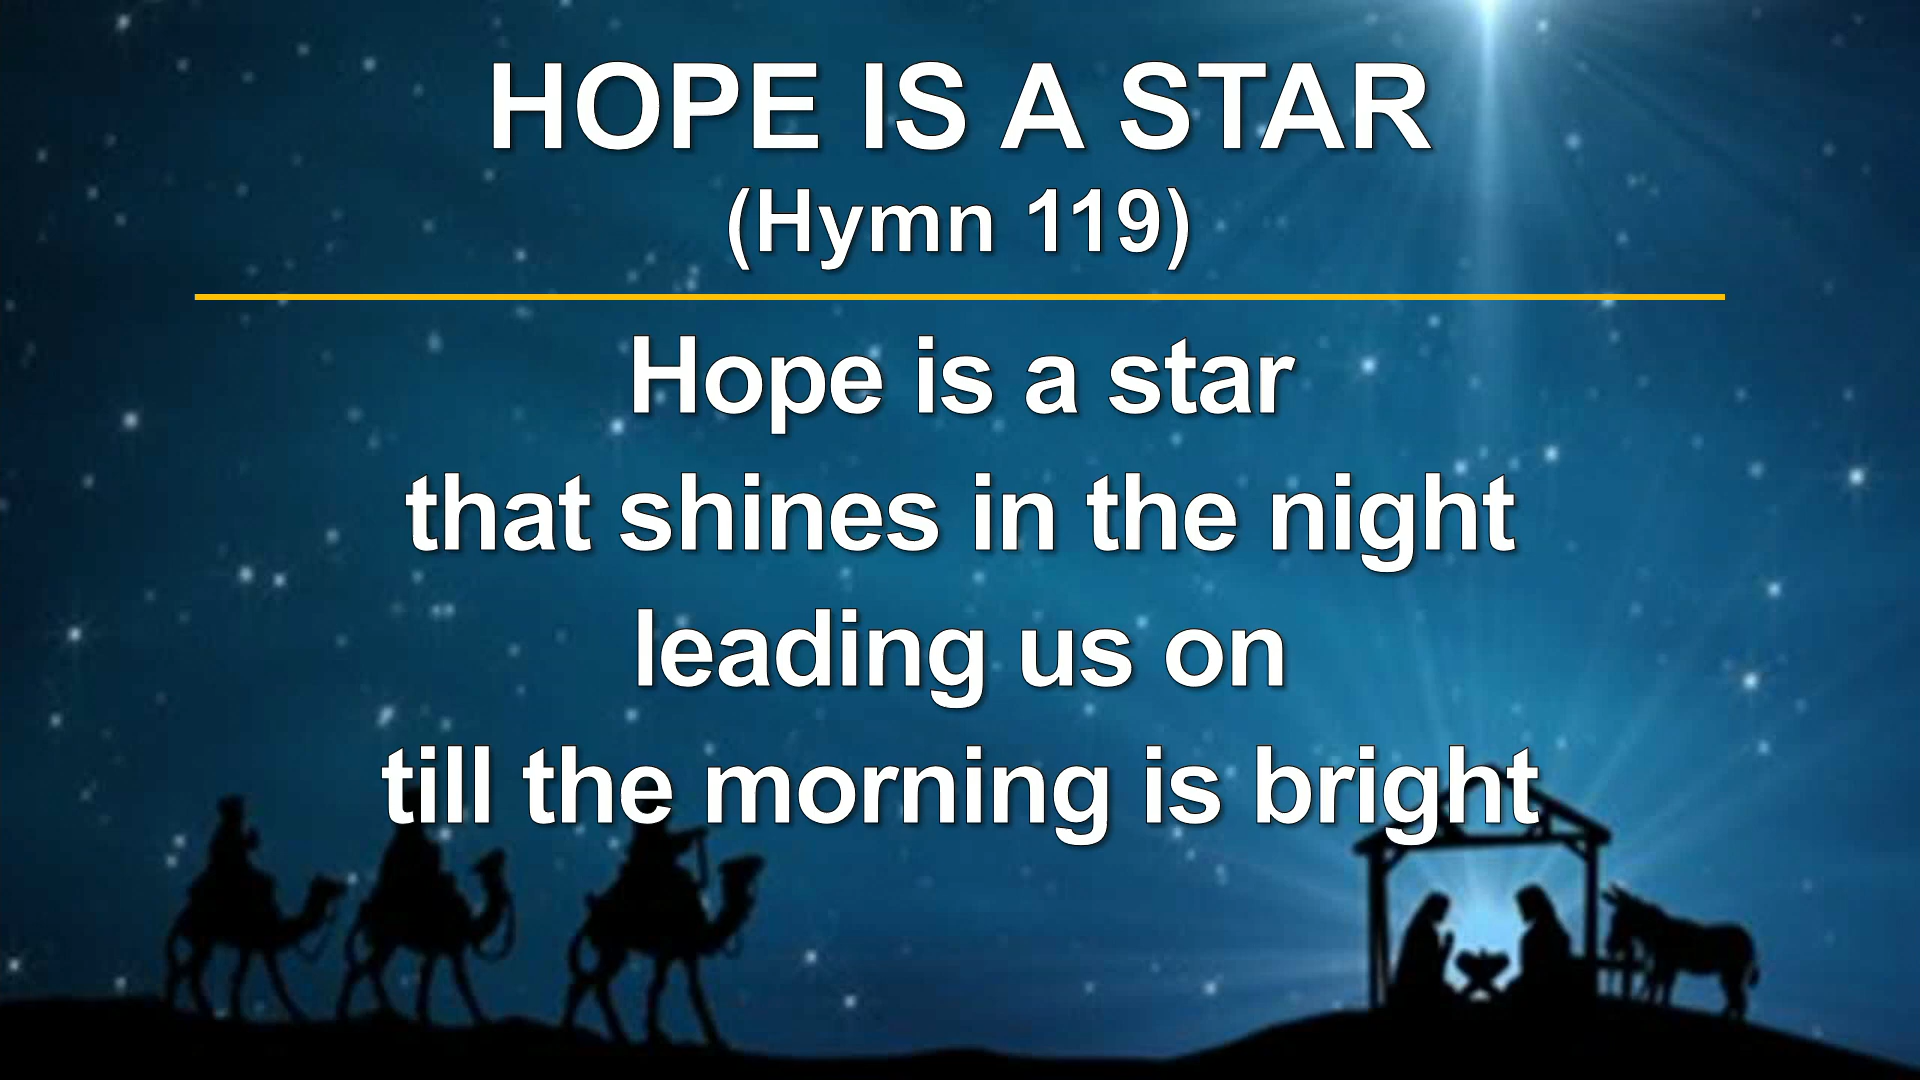 HOPE IS A STAR
(Hymn 119)
Hope is a star
that shines in the night
leading us on
till the morning is bright